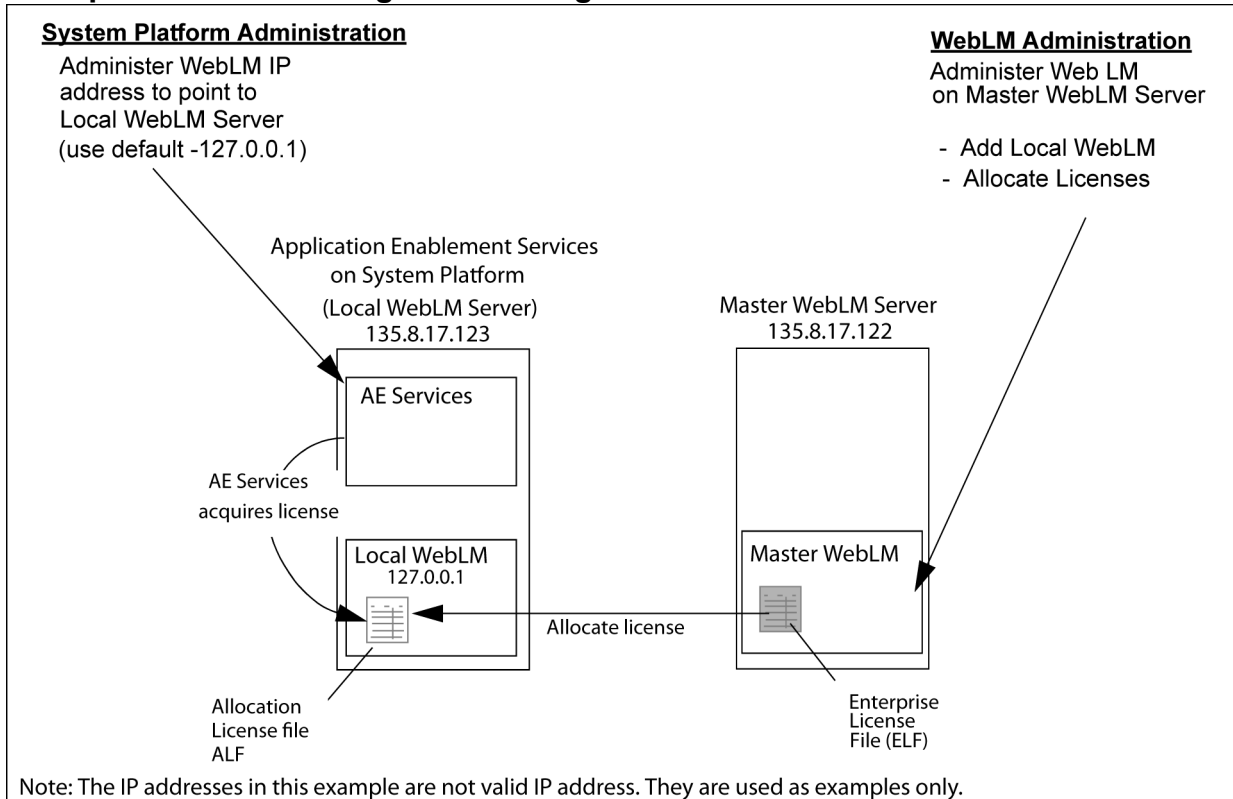 System Platform Administration
Administer WebLM IP
address to point to
Local WebLM Server
(use default -127.0.0.1)
WebLM Administration
Administer Web LM
on Master WebLM Server
- Add Local WebLM
- Allocate Licenses
Application Enablement Services
on System Platform
(Local WebLM Server)
135.8.17.123
Master WebLM Server
135.8.17.122
AE Services
AE Services
acquires license
Local WebLM
127.0.0.1
Master WebLM
Allocate license
Allocation
License file
ALF
Enterprise
License
File (ELF)
Note: The IP addresses in this example are not valid IP address. They are used as examples only.